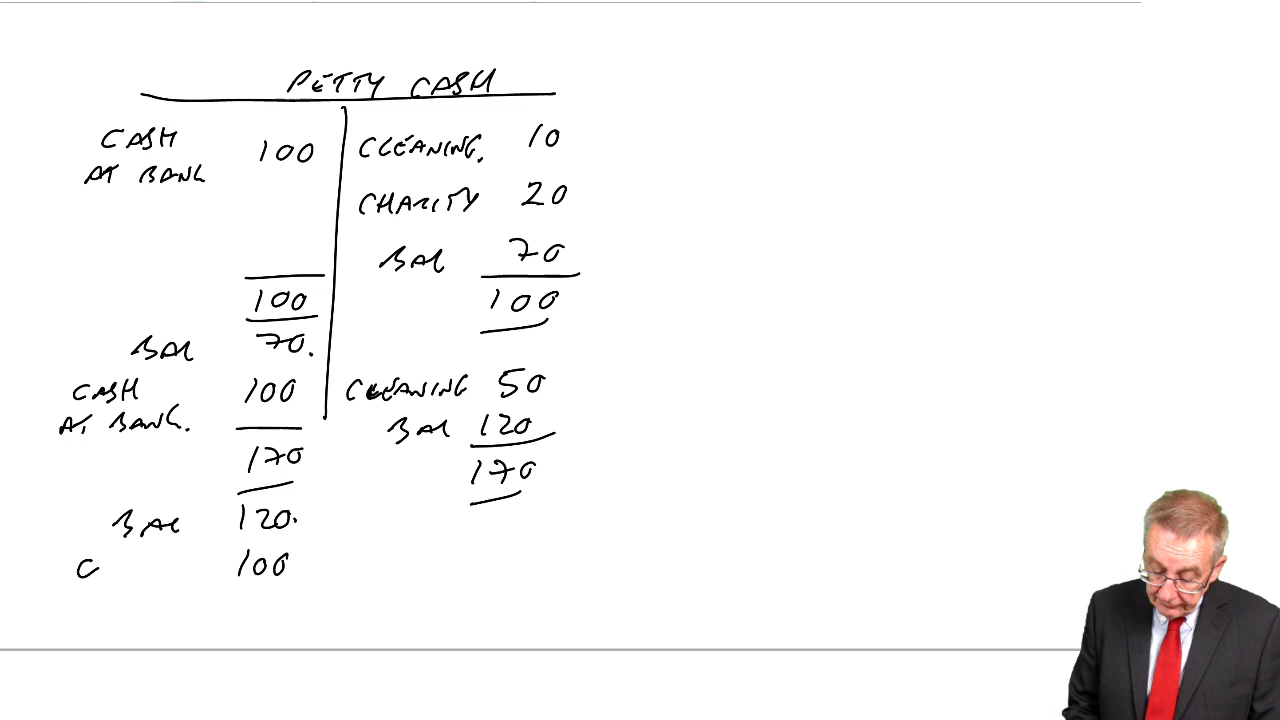 PETTY CASH
CASH
AT BANK
100
CLEANING.
10
CHARITY
20
BAL
70
100
100
BAL
70.
CASH
AT BANK.
100
CLEANING
50
BAL
120
170
170
BAL
120.
C
100